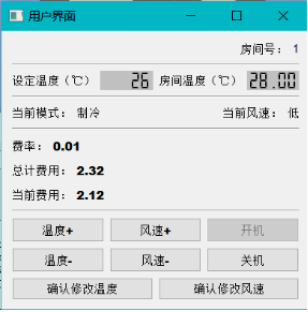 用户界面
房间号： 1
设定温度（℃） 26 房间温度（℃） 28.00
当前模式： 制冷 当前风速： 低
费率： 0.01
总计费用： 2.32
当前费用： 2.12
温度+ 风速+ 开机
温度- 风速- 关机
确认修改温度 确认修改风速